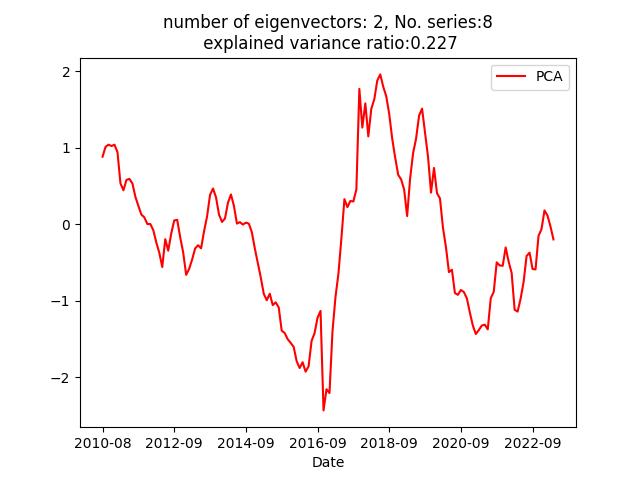 number of eigenvectors: 2, No. series:8
explained variance ratio:0.227
PCA
2
1
0
−1
−2
2010-08 2012-09 2014-09 2016-09 2018-09 2020-09 2022-09
Date